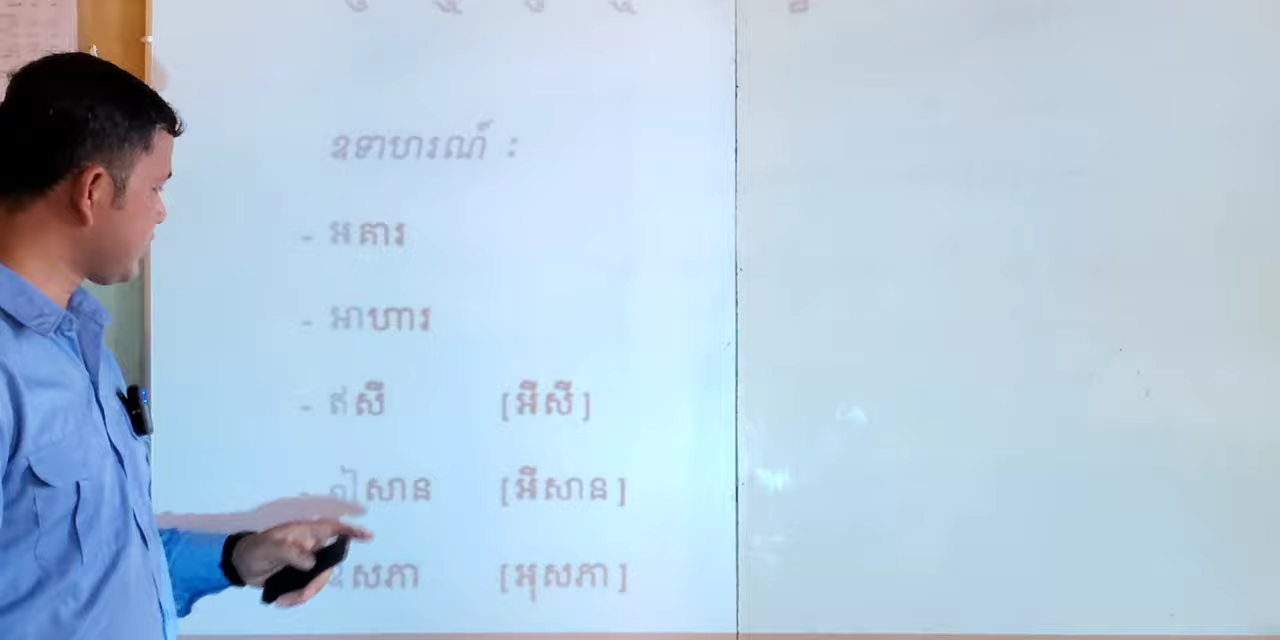 ឧទាហរណ៍ ៖
- អគារ
- អាហារ
- ឥសី [អីសី]
- ឦសាន [អីសាន]
ឧសភា [អុសភា]